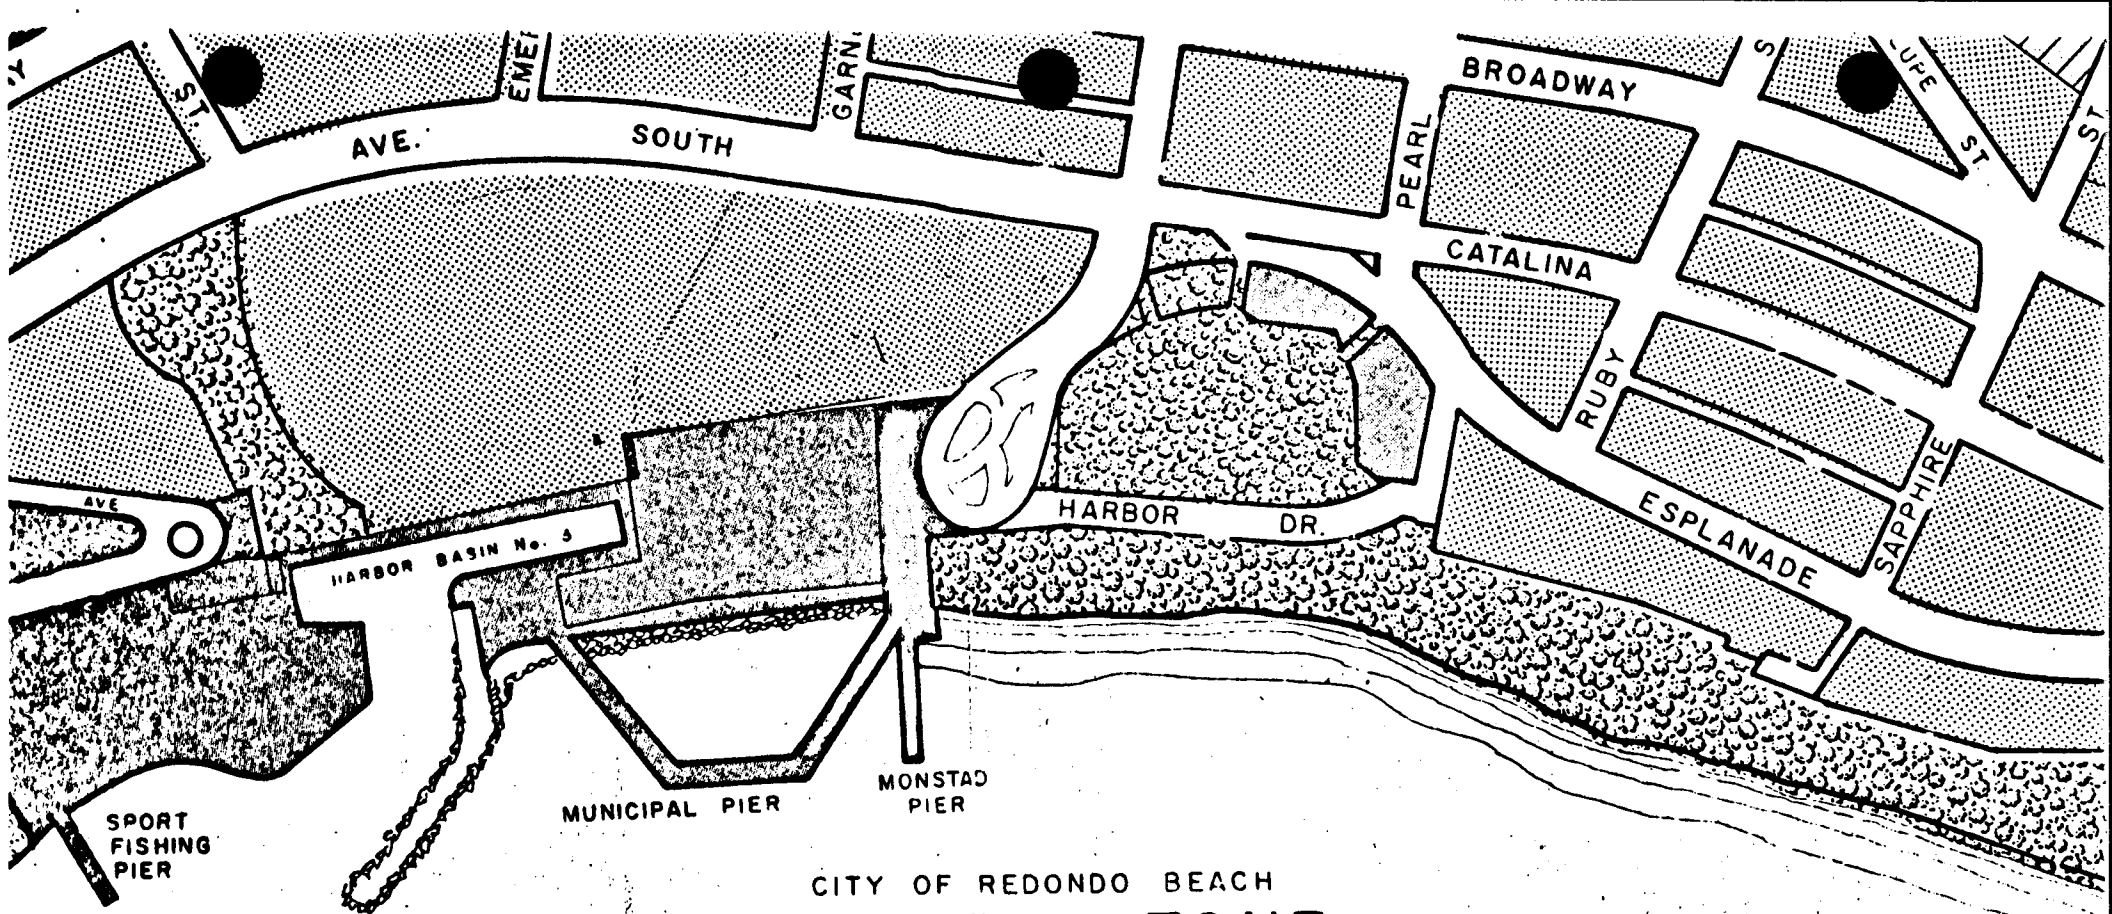 BROADWAY
ST.
AVE.
SOUTH
PEARL
ST
ST
CATALINA
RUBY
AVE
HARBOR DR.
HARBOR BASIN No. 3
ESPLANADE
SAPPHIRE
MUNICIPAL PIER
MONSTAD
PIER
SPORT
FISHING
PIER
CITY OF REDONDO BEACH